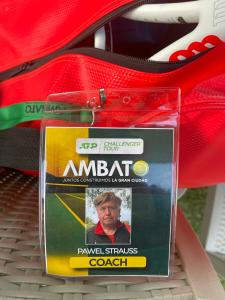 ATP CHALLENGER
TOUR
AMBATO
JUNTOS CONSTRUIMOS LA GRAN CIUDAD
PAWEL STRAUSS
COACH